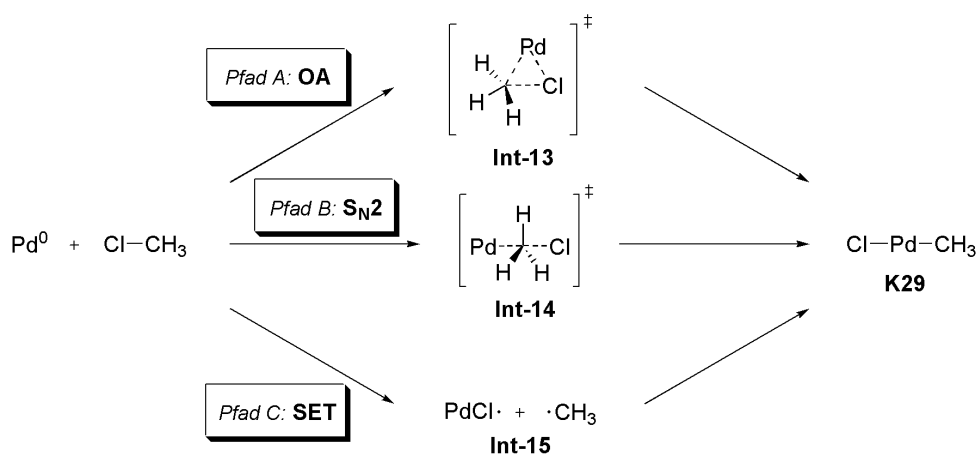 Pfad A: OA
H
H
H
Pd
Cl
‡
Int-13
Pd⁰ + Cl–CH₃
Pfad B: S_N2
Pd
H
H
H
Cl
‡
Int-14
Cl–Pd–CH₃
K29
Pfad C: SET
PdCl· + ·CH₃
Int-15